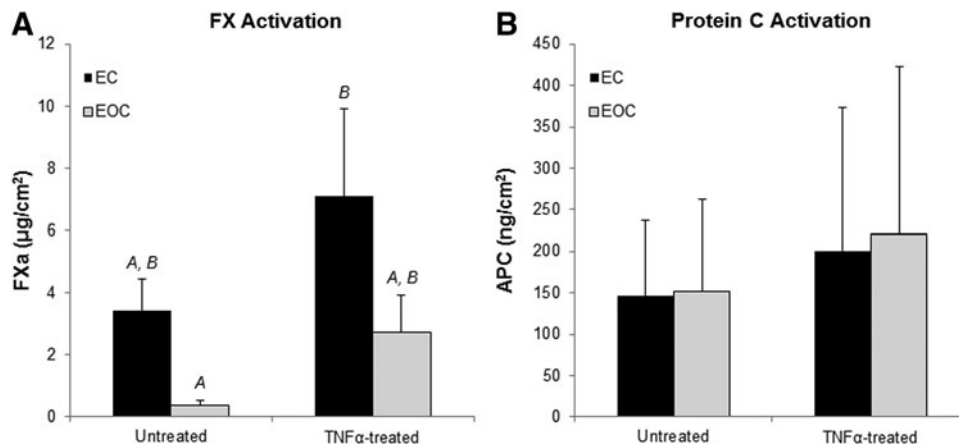 A
FX Activation
12
10
8
6
4
2
0
FXa (µg/cm²)
EC
EOC
A, B
A
B
A, B
Untreated
TNFα-treated
B
Protein C Activation
450
400
350
300
250
200
150
100
50
0
APC (ng/cm²)
EC
EOC
Untreated
TNFα-treated